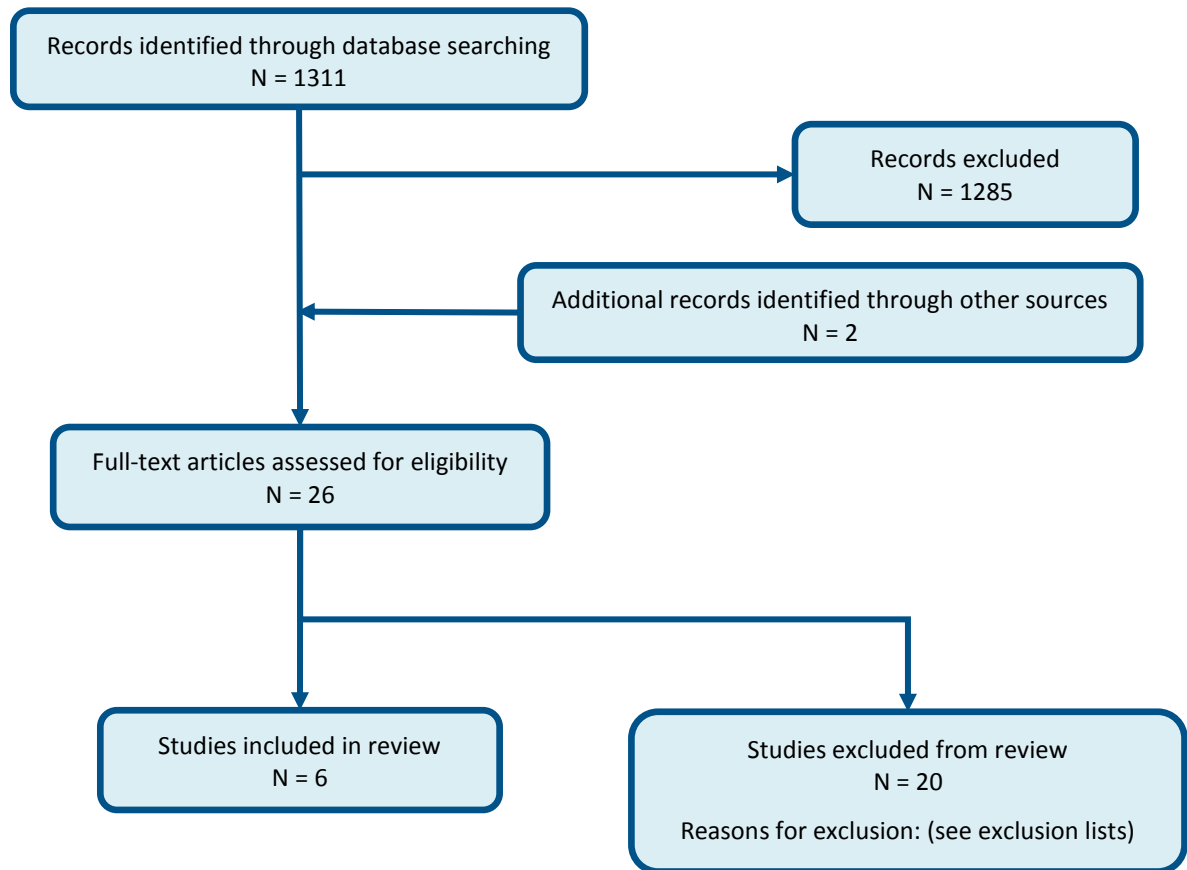 Records identified through database searching
N = 1311
Records excluded
N = 1285
Additional records identified through other sources
N = 2
Full-text articles assessed for eligibility
N = 26
Studies included in review
N = 6
Studies excluded from review
N = 20
Reasons for exclusion: (see exclusion lists)